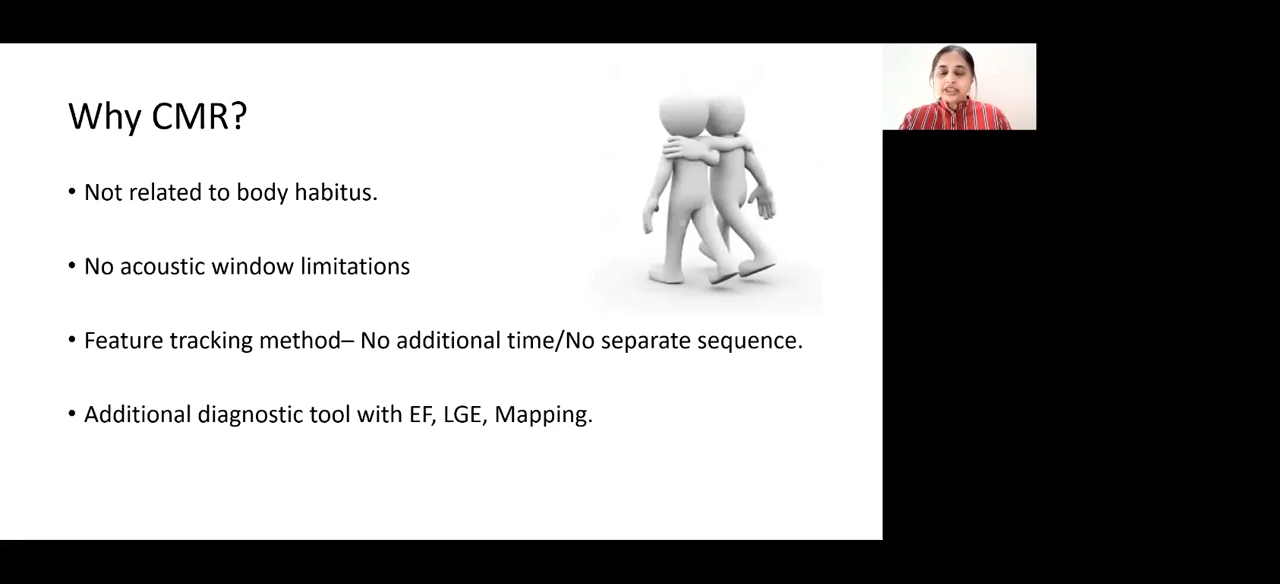 Why CMR?
• Not related to body habitus.
• No acoustic window limitations
• Feature tracking method– No additional time/No separate sequence.
• Additional diagnostic tool with EF, LGE, Mapping.